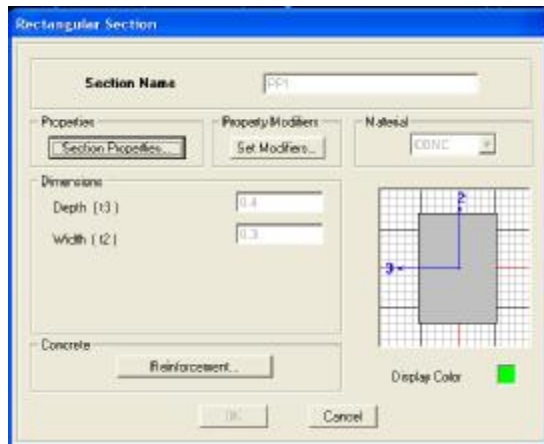 Rectangular Section
Section Name PP1
Properties
Section Properties...
Property Modifiers
Set Modifiers...
Material
CONC
Dimensions
Depth (t3) 0.4
Width (t2) 0.3
2
3
Concrete
Reinforcement...
Display Color
OK
Cancel